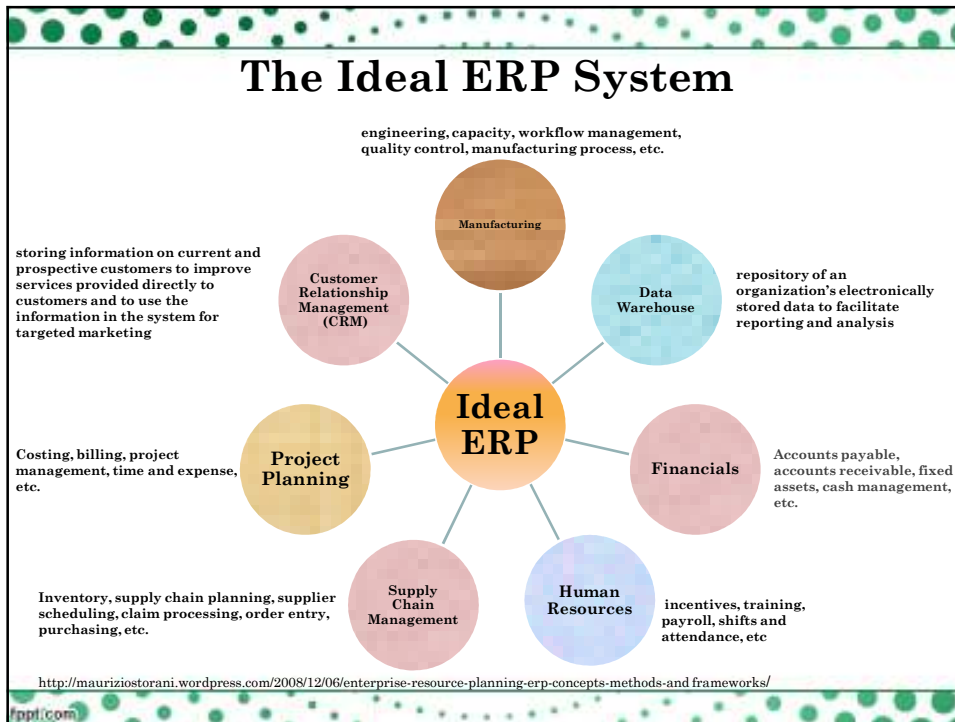 The Ideal ERP System
engineering, capacity, workflow management,
quality control, manufacturing process, etc.
Manufacturing
storing information on current and
prospective customers to improve
services provided directly to
customers and to use the
information in the system for
targeted marketing
Customer
Relationship
Management
(CRM)
Data
Warehouse
repository of an
organization's electronically
stored data to facilitate
reporting and analysis
Ideal
ERP
Costing, billing, project
management, time and expense,
etc.
Project
Planning
Financials
Accounts payable,
accounts receivable, fixed
assets, cash management,
etc.
Inventory, supply chain planning, supplier
scheduling, claim processing, order entry,
purchasing, etc.
Supply
Chain
Management
Human
Resources
incentives, training,
payroll, shifts and
attendance, etc
http://mauriziostorani.wordpress.com/2008/12/06/enterprise-resource-planning-erp-concepts-methods-and frameworks/
fppt.com